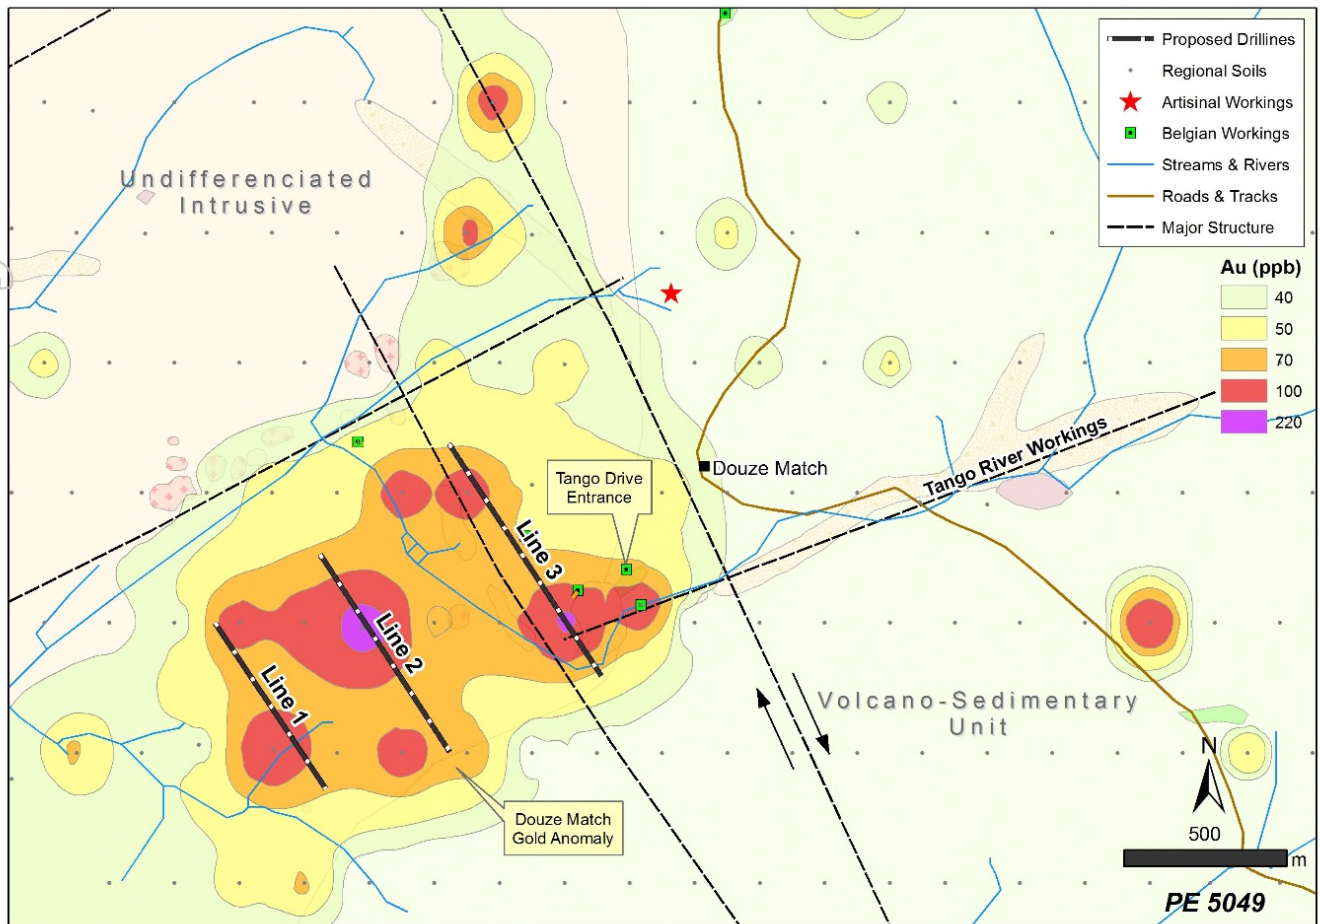 Proposed Drillines
Regional Soils
Artisinal Workings
Belgian Workings
Streams & Rivers
Roads & Tracks
Major Structure
Au (ppb)
40
50
70
100
220
Undifferenciated
Intrusive
Douze Match
Tango River Workings
Tango Drive
Entrance
Line 3
Line 2
Line 1
Volcano-Sedimentary
Unit
Douze Match
Gold Anomaly
N
500
m
PE 5049